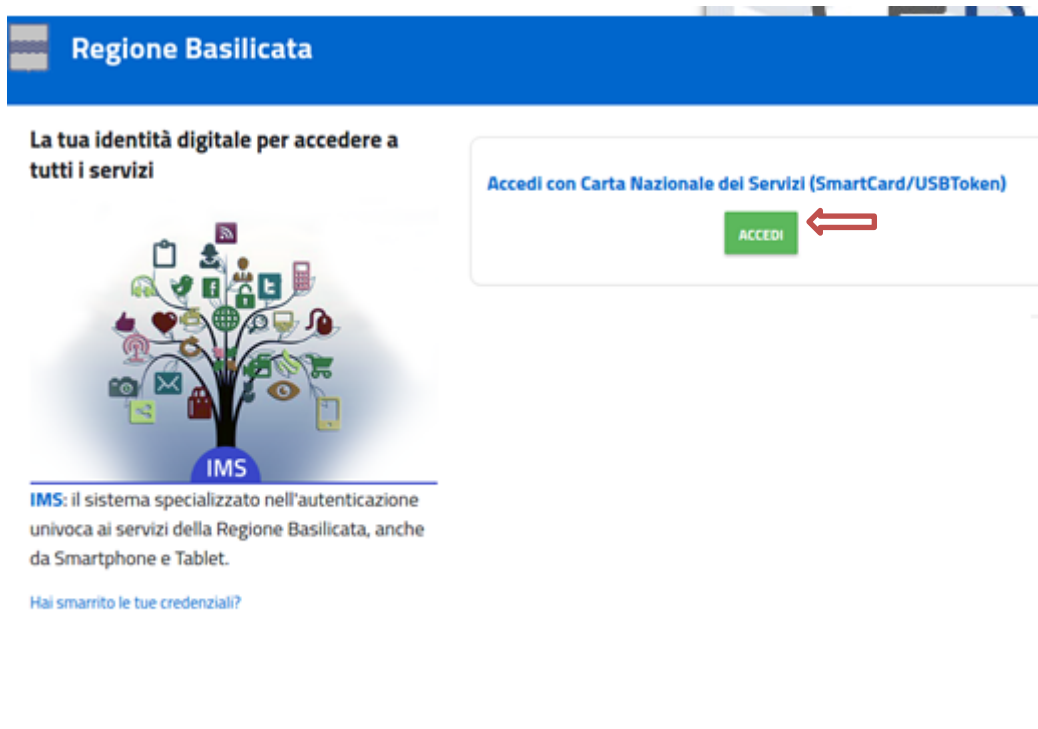 Regione Basilicata
La tua identità digitale per accedere a
tutti i servizi
Accedi con Carta Nazionale dei Servizi (SmartCard/USBToken)
ACCEDI
IMS
IMS: il sistema specializzato nell'autenticazione
univoca ai servizi della Regione Basilicata, anche
da Smartphone e Tablet.
Hai smarrito le tue credenziali?